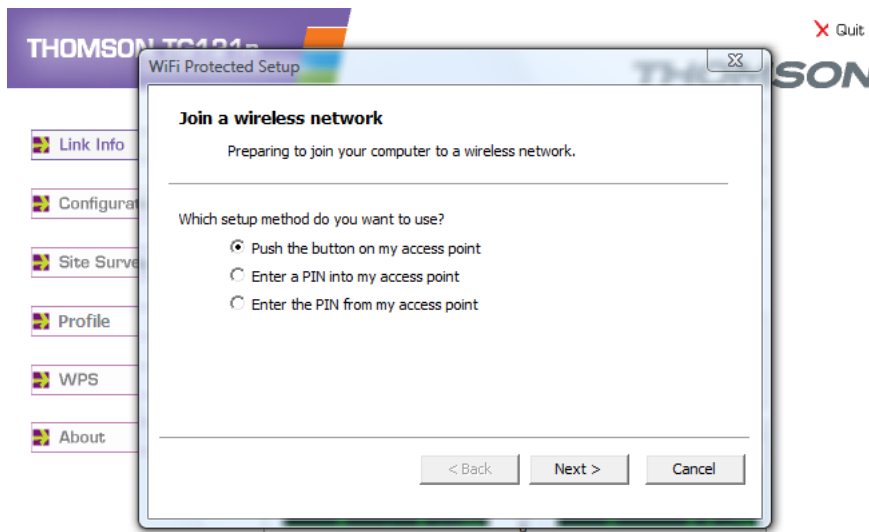 Quit
THOMSON
WiFi Protected Setup
Join a wireless network
Preparing to join your computer to a wireless network.
Link Info
Which setup method do you want to use?
Push the button on my access point
Enter a PIN into my access point
Enter the PIN from my access point
Profile
WPS
About
< Back
Next >
Cancel